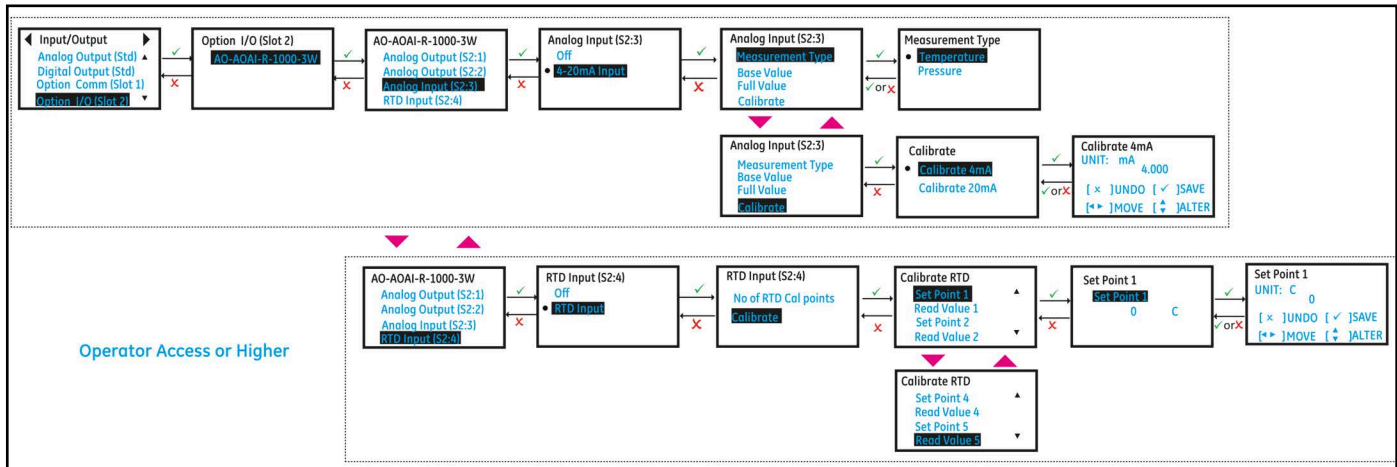 Input/Output
Analog Output (Std)
Digital Output (Std)
Option Comm (Slot 1)
Option I/O (Slot 2)
Option I/O (Slot 2)
AO-AOAI-R-1000-3W
AO-AOAI-R-1000-3W
Analog Output (S2:1)
Analog Output (S2:2)
Analog Input (S2:3)
RTD Input (S2:4)
Analog Input (S2:3)
Off
4-20mA Input
Analog Input (S2:3)
Measurement Type
Base Value
Full Value
Calibrate
✓or x
Measurement Type
Temperature
Pressure
Analog Input (S2:3)
Measurement Type
Base Value
Full Value
Calibrate
Calibrate
Calibrate 4mA
Calibrate 20mA
✓or x
Calibrate 4mA
UNIT: mA
4.000
[ x ]UNDO [ ✓ ]SAVE
[◄ ►]MOVE [▲▼]ALTER
AO-AOAI-R-1000-3W
Analog Output (S2:1)
Analog Output (S2:2)
Analog Input (S2:3)
RTD Input (S2:4)
RTD Input (S2:4)
Off
RTD Input
RTD Input (S2:4)
No of RTD Cal points
Calibrate
Calibrate RTD
Set Point 1
Read Value 1
Set Point 2
Read Value 2
Set Point 1
Set Point 1
0 C
✓or x
Set Point 1
UNIT: C
0
[ x ]UNDO [ ✓ ]SAVE
[◄ ►]MOVE [▲▼]ALTER
Operator Access or Higher
Calibrate RTD
Set Point 4
Read Value 4
Set Point 5
Read Value 5